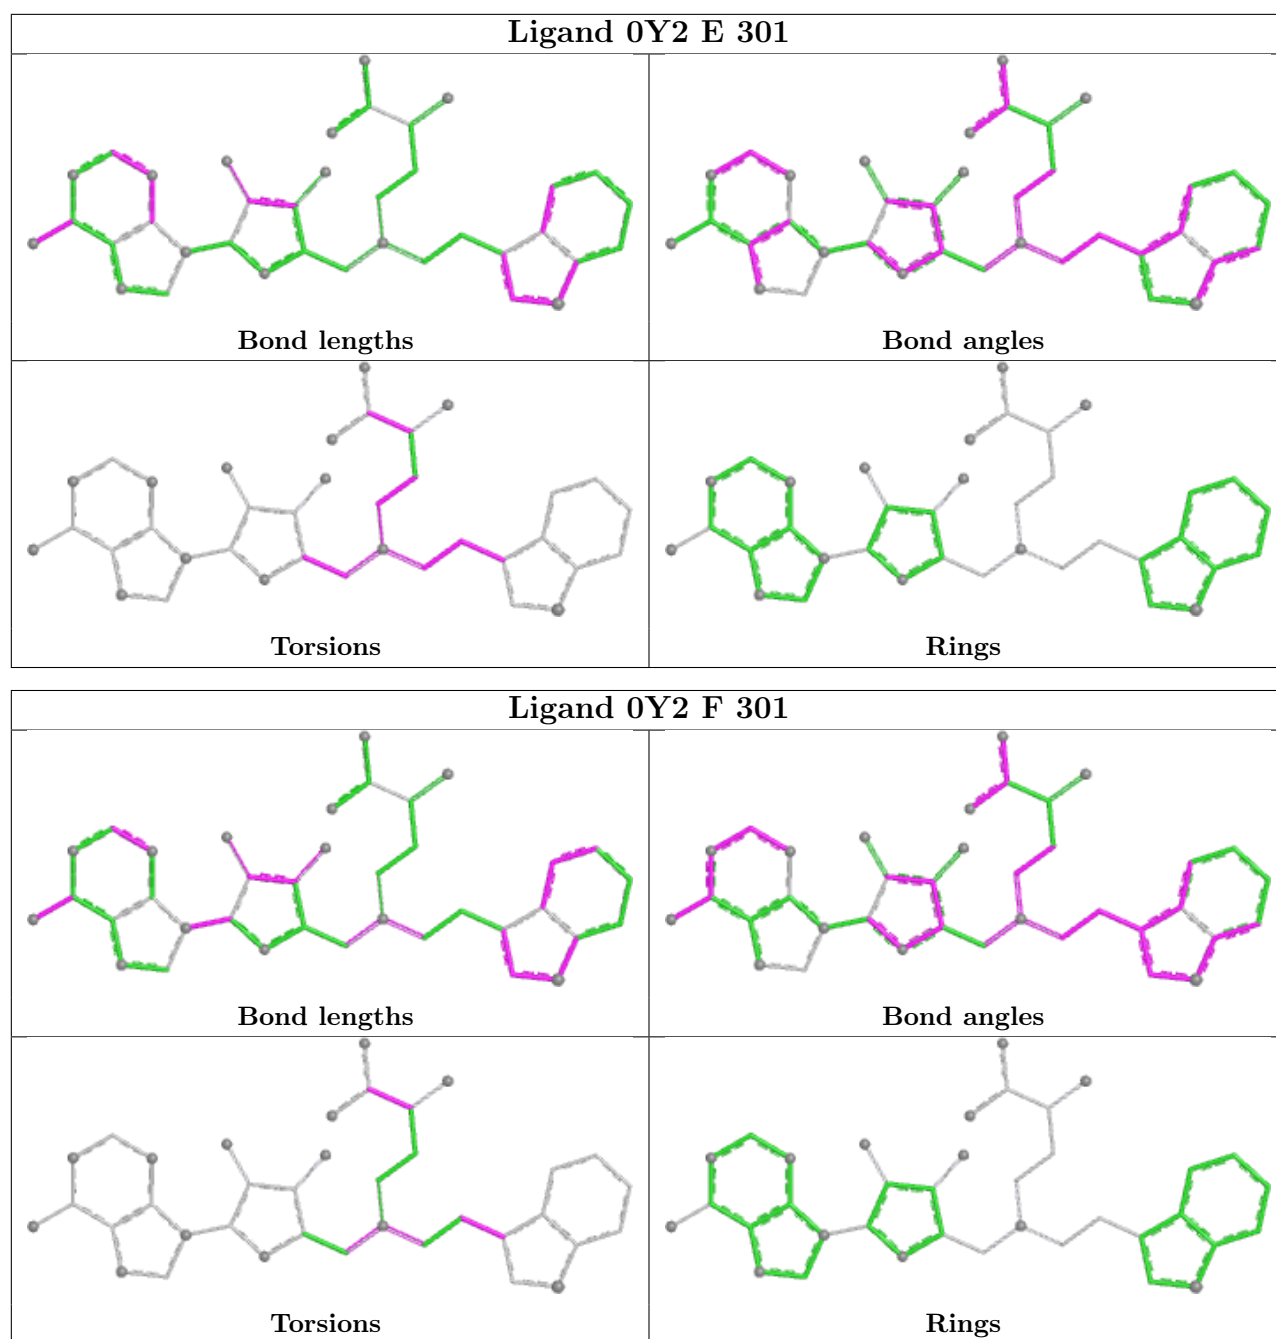 Ligand 0Y2 E 301
Bond lengths
Bond angles
Torsions
Rings
Ligand 0Y2 F 301
Bond lengths
Bond angles
Torsions
Rings